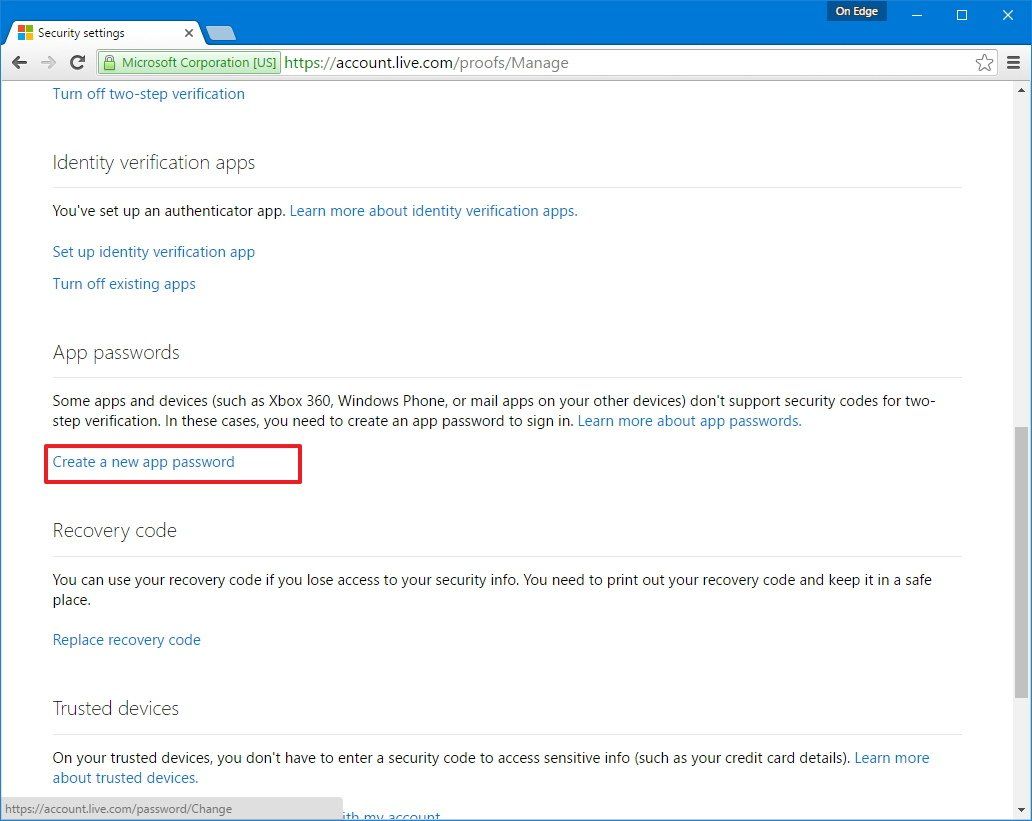 On Edge
Security settings
Microsoft Corporation [US] https://account.live.com/proofs/Manage
Turn off two-step verification
Identity verification apps
You've set up an authenticator app. Learn more about identity verification apps.
Set up identity verification app
Turn off existing apps
App passwords
Some apps and devices (such as Xbox 360, Windows Phone, or mail apps on your other devices) don't support security codes for two-
step verification. In these cases, you need to create an app password to sign in. Learn more about app passwords.
Create a new app password
Recovery code
You can use your recovery code if you lose access to your security info. You need to print out your recovery code and keep it in a safe
place.
Replace recovery code
Trusted devices
On your trusted devices, you don't have to enter a security code to access sensitive info (such as your credit card details). Learn more
about trusted devices.
https://account.live.com/password/Change
with my account